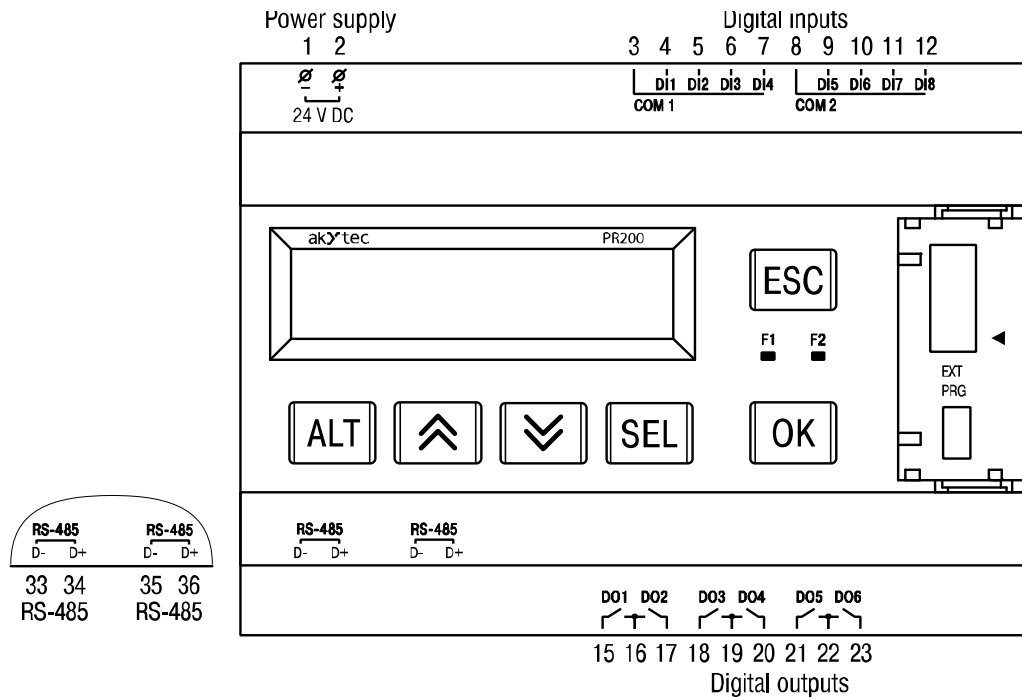 Power supply
Digital inputs
1 2
3 4 5 6 7 8 9 10 11 12
− +
DI1 DI2 DI3 DI4 DI5 DI6 DI7 DI8
24 V DC
COM 1
COM 2
akYtec
PR200
ESC
F1 F2
EXT
PRG
ALT
SEL
OK
RS-485 RS-485
D- D+ D- D+
33 34 35 36
RS-485 RS-485
RS-485 RS-485
D- D+ D- D+
DO1 DO2 DO3 DO4 DO5 DO6
15 16 17 18 19 20 21 22 23
Digital outputs